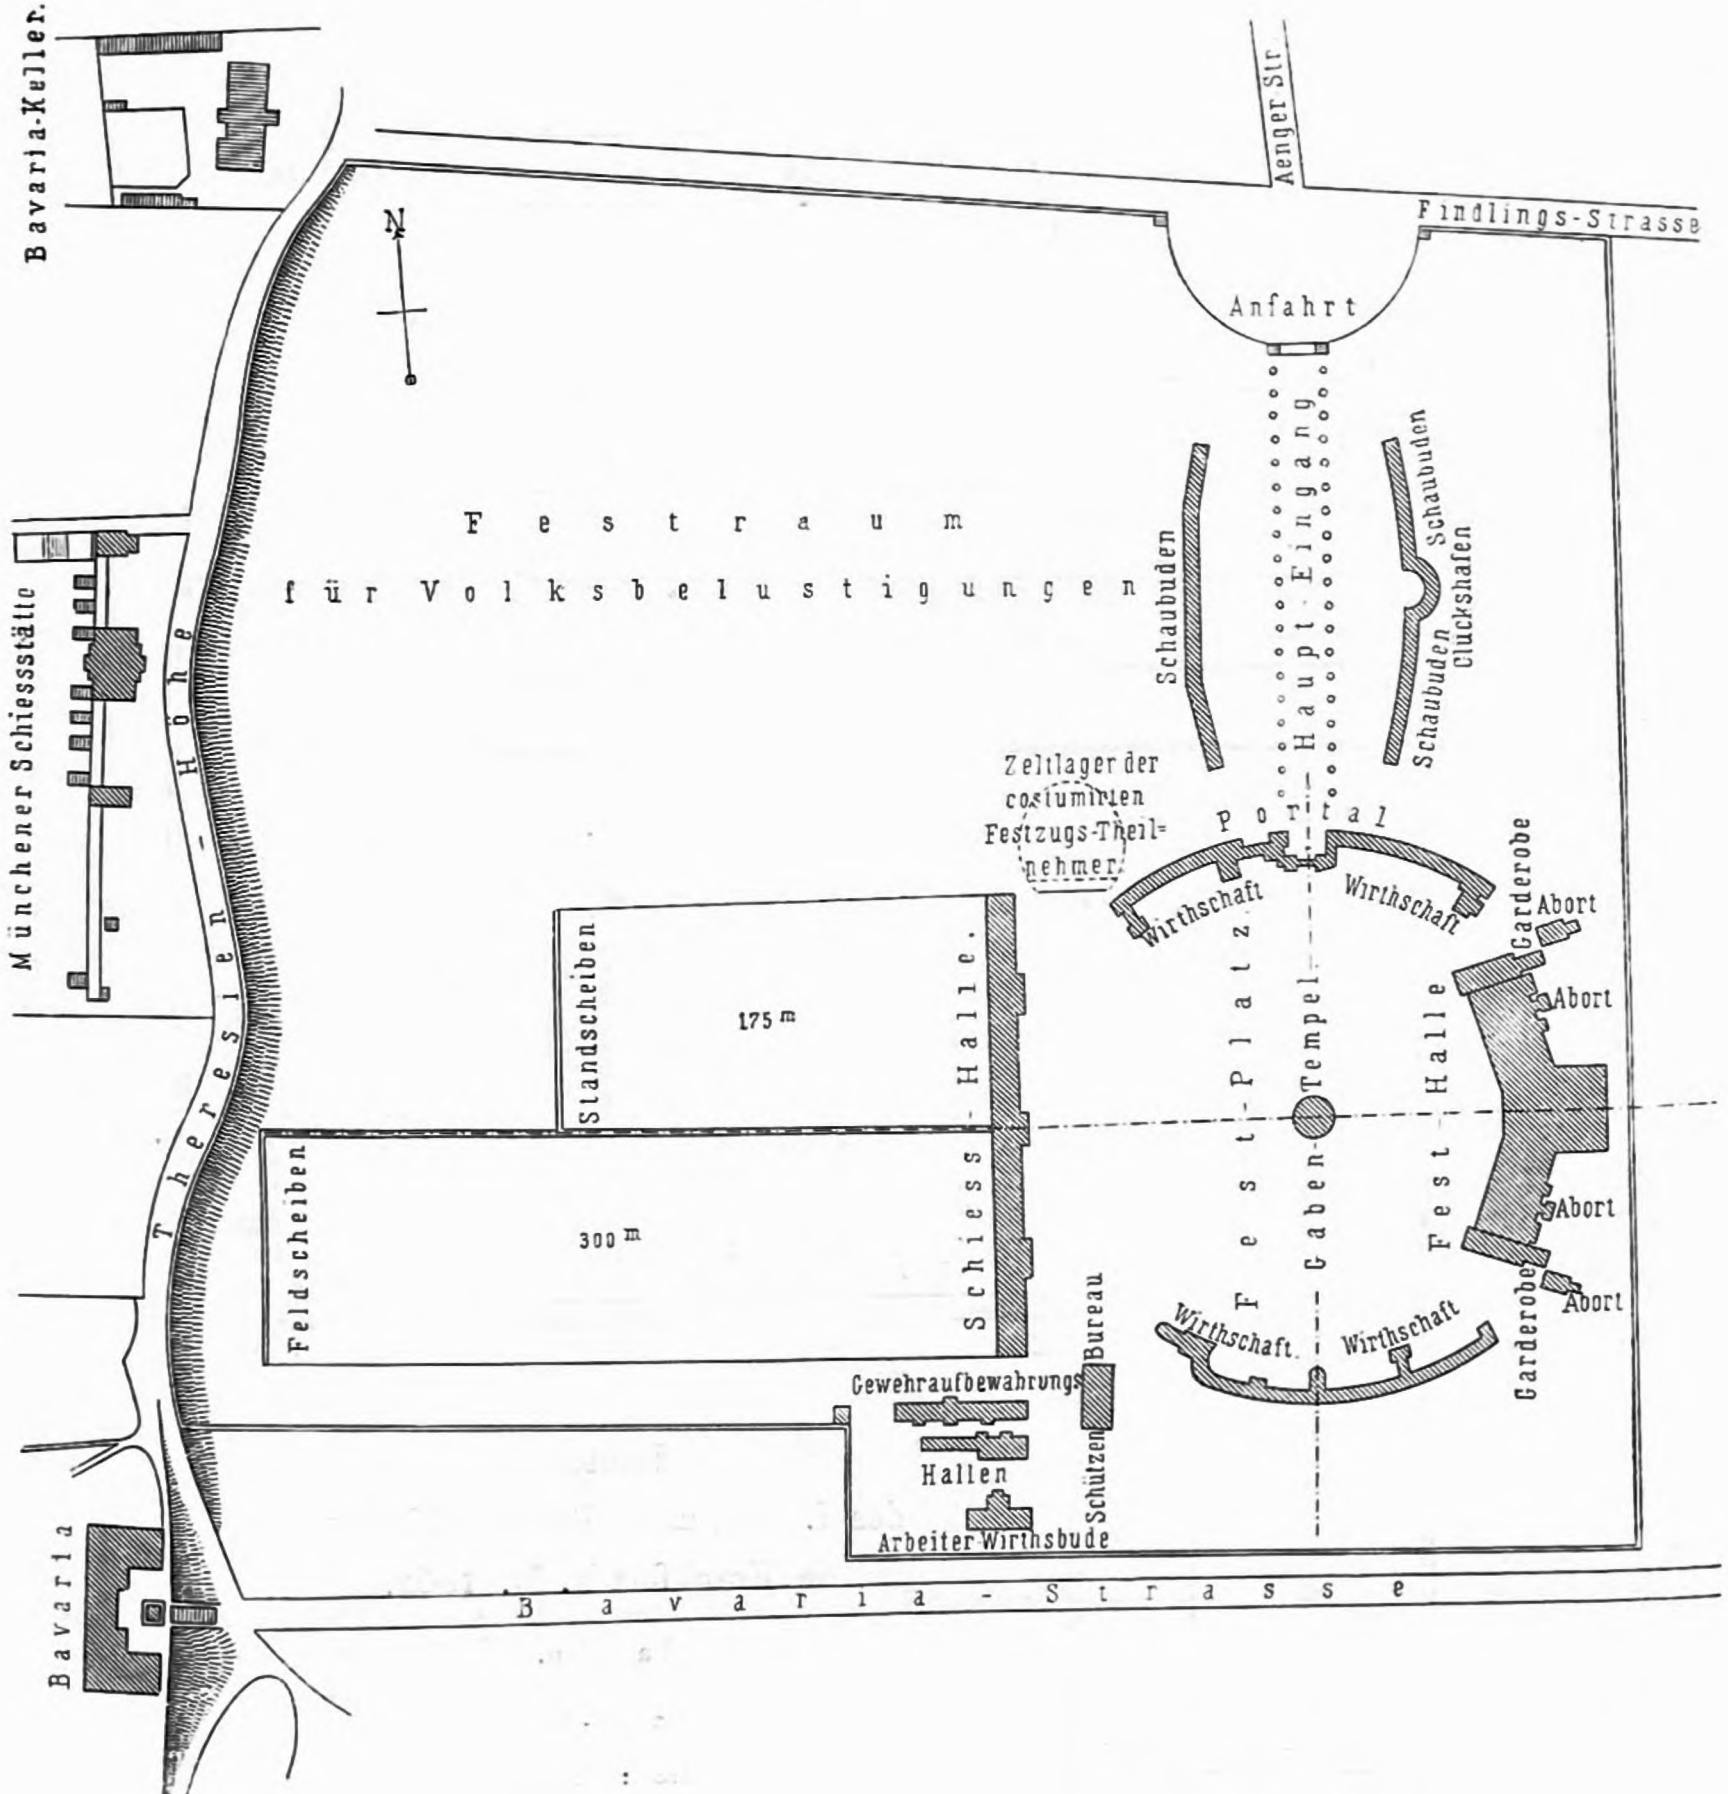 Bavaria-Keller.
N
Aenger-Str
Findlings-Strasse
Anfahrt
Haupt-Eingang
Schaubuden
Schaubuden
Glückshafen
Schaubuden
Festraum
für Volksbelustigungen
Münchener Schiessstätte
Theresien-Höhe
Zeltlager der
costumirten
Festzugs-Theil=
nehmer.
Portal
Wirthschaft
Wirthschaft
Garderobe
Abort
Abort
Standscheiben
175 m
Schiess-Halle.
Fest-Platz.
Gaben-Tempel.
Fest-Halle
Feldscheiben
300 m
Abort
Abort
Garderobe
Wirthschaft.
Wirthschaft
Schützen Bureau
Gewehraufbewahrungs
Hallen
Arbeiter-Wirthsbude
Bavaria
Bavaria-Strasse